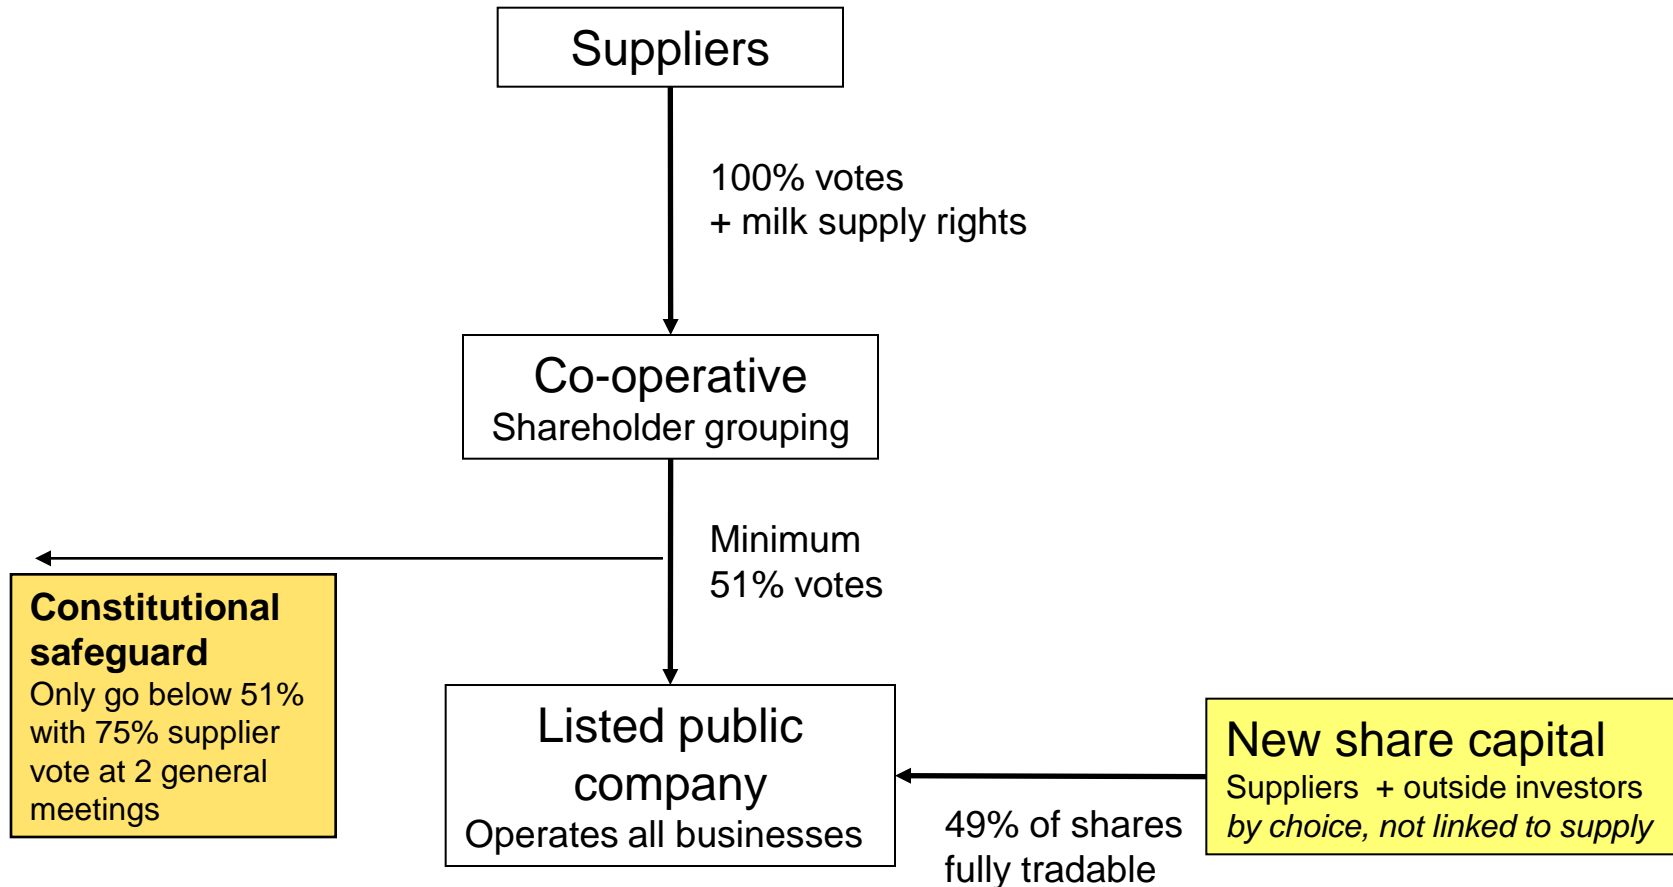 Suppliers
100% votes
+ milk supply rights
Co-operative
Shareholder grouping
Minimum
51% votes
Constitutional
safeguard
Only go below 51%
with 75% supplier
vote at 2 general
meetings
Listed public
company
Operates all businesses
49% of shares
fully tradable
New share capital
Suppliers + outside investors
by choice, not linked to supply